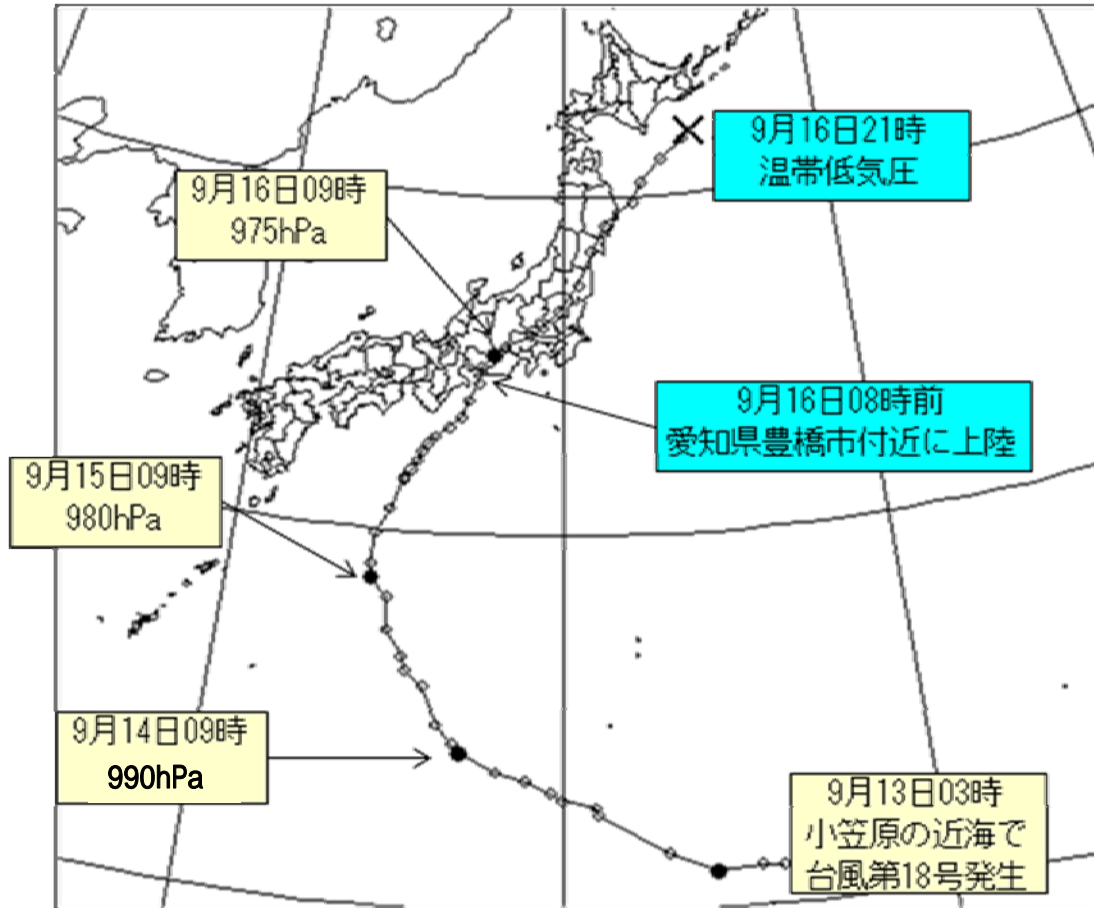 9月16日21時
温帯低気圧
9月16日09時
975hPa
9月16日08時前
愛知県豊橋市付近に上陸
9月15日09時
980hPa
9月14日09時
990hPa
9月13日03時
小笠原の近海で
台風第18号発生